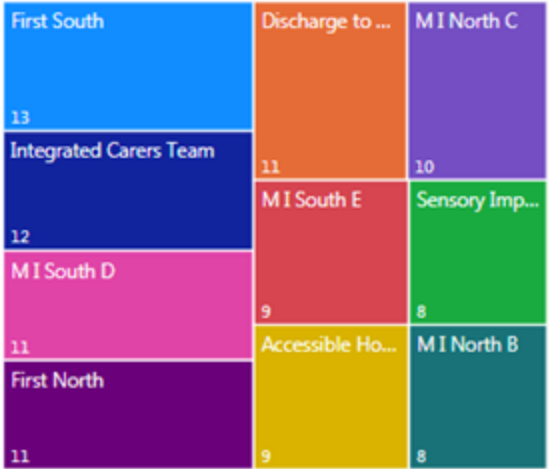 First South
13
Integrated Carers Team
12
M I South D
11
First North
11
Discharge to ...
11
M I North C
10
M I South E
9
Sensory Imp...
8
Accessible Ho...
9
M I North B
8